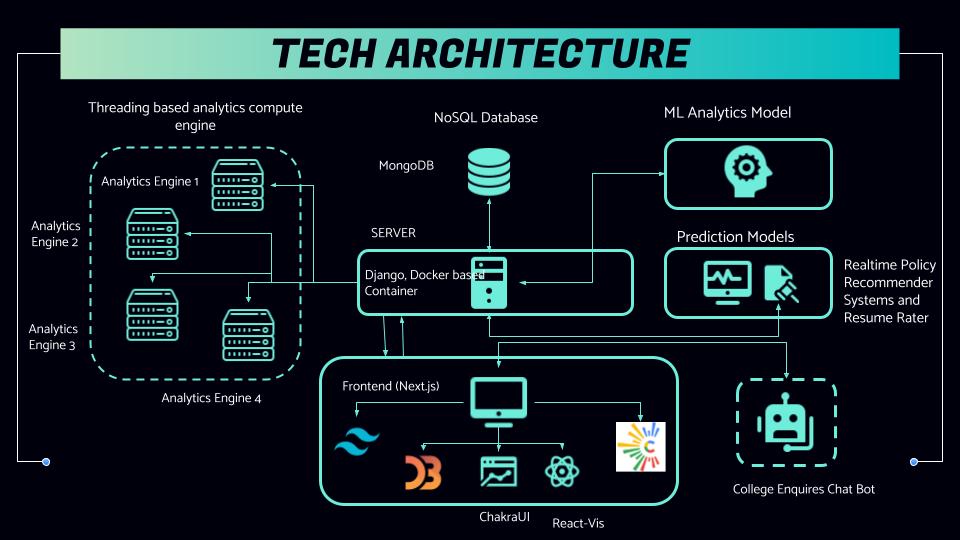 TECH ARCHITECTURE
Threading based analytics compute
engine
Analytics Engine 1
Analytics
Engine 2
Analytics
Engine 3
Analytics Engine 4
NoSQL Database
MongoDB
SERVER
Django, Docker based
Container
ML Analytics Model
Prediction Models
Realtime Policy
Recommender
Systems and
Resume Rater
Frontend (Next.js)
D3
C
ChakraUI
React-Vis
College Enquires Chat Bot